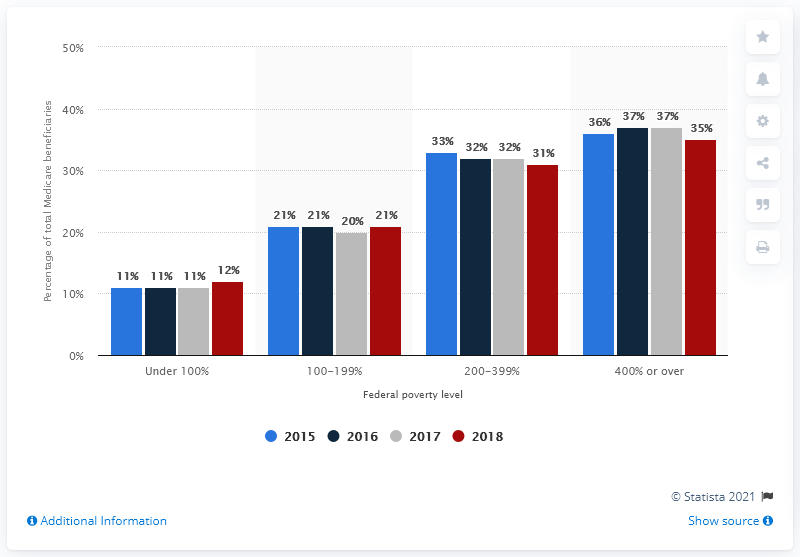 50%
40%
30%
20%
10%
0%
Percentage of total Medicare beneficiaries
11% 11% 11% 12%
21% 21% 20% 21%
33% 32% 32% 31%
36% 37% 37% 35%
Under 100% 100-199% 200-399% 400% or over
Federal poverty level
2015 2016 2017 2018
© Statista 2021
Additional Information Show source